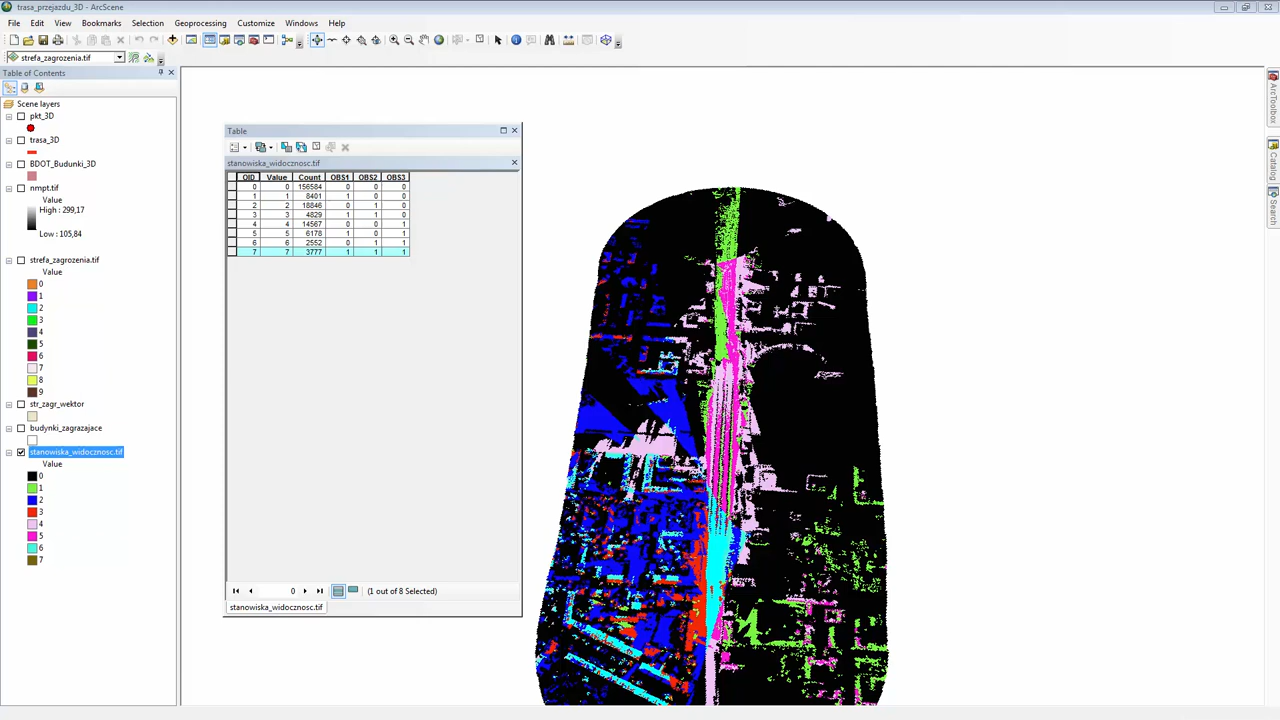 trasa_przejazdu_3D - ArcScene
File Edit View Bookmarks Selection Geoprocessing Customize Windows Help
strefa_zagrozenia.tif
Table of Contents
Scene layers
pkt_3D
trasa_3D
BDOT_Budunki_3D
nmpt.tif
Value
High : 299,17
Low : 105,84
strefa_zagrozenia.tif
Value
0
1
2
3
4
5
6
7
8
9
str_zagr_wektor
budynki_zagrazajace
stanowiska_widocznosc.tif
Value
0
1
2
3
4
5
6
7
Table
stanowiska_widocznosc.tif
OID Value Count OBS1 OBS2 OBS3
0 0 156584 0 0 0
1 1 8401 1 0 0
2 2 18846 0 1 0
3 3 4829 1 1 0
4 4 14567 0 0 1
5 5 6178 1 0 1
6 6 2552 0 1 1
7 7 3777 1 1 1
0 (1 out of 8 Selected)
stanowiska_widocznosc.tif
ArcToolbox
Catalog
Search